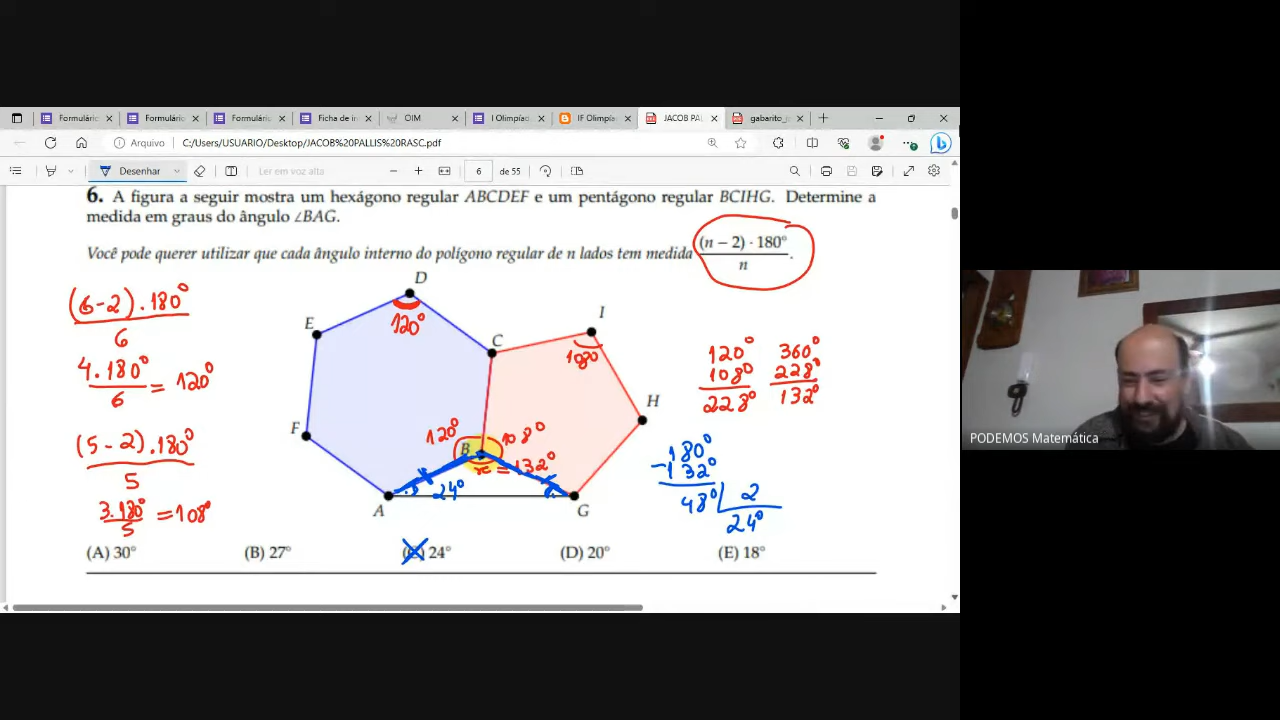 Formulário
Formulário
Formulário
Ficha de in
OIM
I Olimpíad
IF Olimpía
JACOB PAL
gabarito_ja
Arquivo C:/Users/USUARIO/Desktop/JACOB%20PALLIS%20RASC.pdf
Desenhar
Ler em voz alta
6 de 55
6. A figura a seguir mostra um hexágono regular ABCDEF e um pentágono regular BCIHG. Determine a
medida em graus do ângulo ∠BAG.
Você pode querer utilizar que cada ângulo interno do polígono regular de n lados tem medida (n − 2) · 180° / n.
(6-2).180°
6
4.180° / 6 = 120°
(5-2).180°
5
3.180° / 5 = 108°
D
120°
E
C
I
108°
F
H
120°
108°
B
x = 132°
24°
A
G
120°
108°
228°
360°
228°
132°
180°
-132°
48° 2
24°
(A) 30° (B) 27° (C) 24° (D) 20° (E) 18°
PODEMOS Matemática